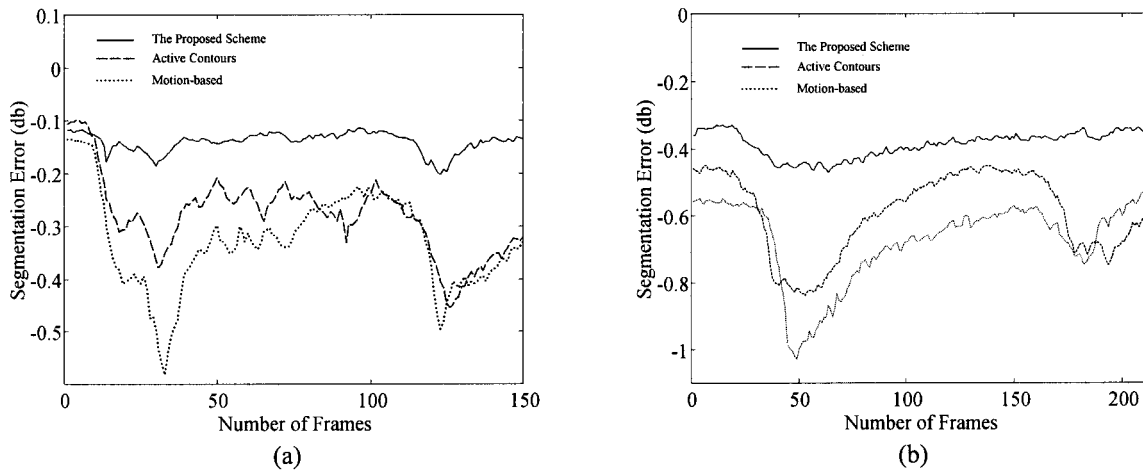 0.1
The Proposed Scheme
Active Contours
Motion-based
0
-0.1
-0.2
-0.3
-0.4
-0.5
Segmentation Error (db)
0 50 100 150
Number of Frames
(a)
-0
The Proposed Scheme
Active Contours
Motion-based
-0.2
-0.4
-0.6
-0.8
-1
Segmentation Error (db)
0 50 100 150 200
Number of Frames
(b)